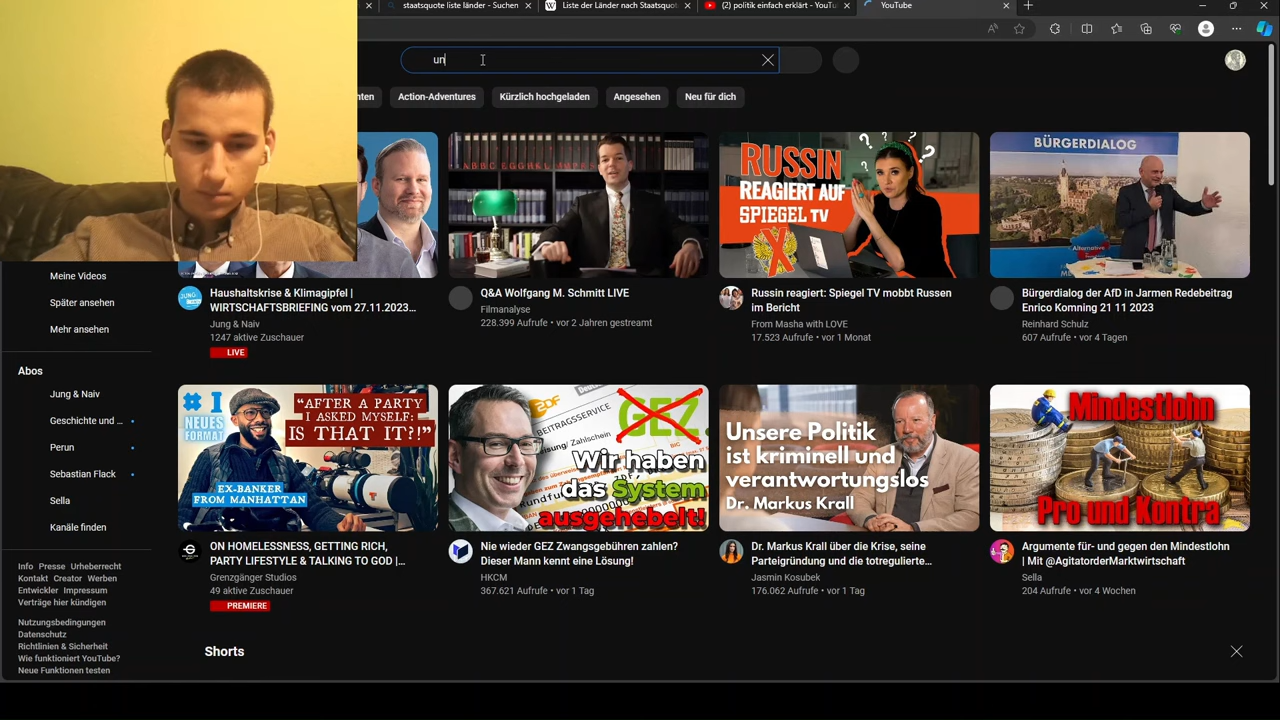 staatsquote liste länder - Suchen
Liste der Länder nach Staatsquot
(2) politik einfach erklärt - YouTu
YouTube
un
nten
Action-Adventures
Kürzlich hochgeladen
Angesehen
Neu für dich
RUSSIN
REAGIERT AUF
SPIEGEL TV
BÜRGERDIALOG
Alternative
Meine Videos
Später ansehen
Mehr ansehen
Abos
Jung & Naiv
Geschichte und ...
Perun
Sebastian Flack
Sella
Kanäle finden
Haushaltskrise & Klimagipfel |
WIRTSCHAFTSBRIEFING vom 27.11.2023...
Jung & Naiv
1247 aktive Zuschauer
LIVE
Q&A Wolfgang M. Schmitt LIVE
Filmanalyse
228.399 Aufrufe • vor 2 Jahren gestreamt
Russin reagiert: Spiegel TV mobbt Russen
im Bericht
From Masha with LOVE
17.523 Aufrufe • vor 1 Monat
Bürgerdialog der AfD in Jarmen Redebeitrag
Enrico Komning 21 11 2023
Reinhard Schulz
607 Aufrufe • vor 4 Tagen
# I
NEUES
FORMAT
"AFTER A PARTY
I ASKED MYSELF:
IS THAT IT?!"
EX-BANKER
FROM MANHATTAN
ZDF
BEITRAGSSERVICE
GEZ
Wir haben
das System
ausgehebelt!
Unsere Politik
ist kriminell und
verantwortungslos
Dr. Markus Krall
Mindestlohn
Pro und Kontra
ON HOMELESSNESS, GETTING RICH,
PARTY LIFESTYLE & TALKING TO GOD |...
Grenzgänger Studios
49 aktive Zuschauer
PREMIERE
Nie wieder GEZ Zwangsgebühren zahlen?
Dieser Mann kennt eine Lösung!
HKCM
367.621 Aufrufe • vor 1 Tag
Dr. Markus Krall über die Krise, seine
Parteigründung und die totregulierte...
Jasmin Kosubek
176.062 Aufrufe • vor 1 Tag
Argumente für- und gegen den Mindestlohn
| Mit @AgitatorderMarktwirtschaft
Sella
204 Aufrufe • vor 4 Wochen
Info Presse Urheberrecht
Kontakt Creator Werben
Entwickler Impressum
Verträge hier kündigen
Nutzungsbedingungen
Datenschutz
Richtlinien & Sicherheit
Wie funktioniert YouTube?
Neue Funktionen testen
Shorts